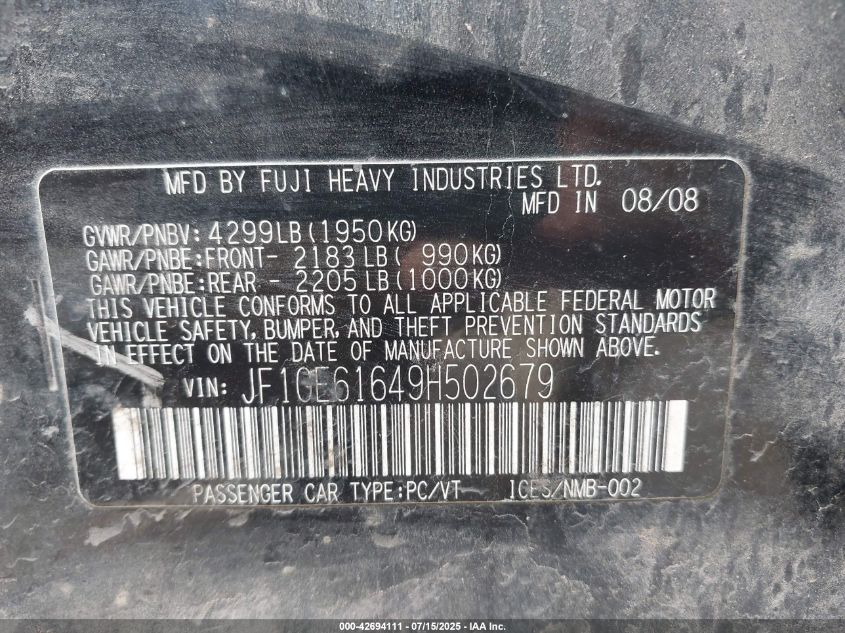 MFD BY FUJI HEAVY INDUSTRIES LTD.
MFD IN 08/08
GVWR/PNBV: 4299LB(1950KG)
GAWR/PNBE:FRONT- 2183LB( 990KG)
GAWR/PNBE:REAR - 2205LB(1000KG)
THIS VEHICLE CONFORMS TO ALL APPLICABLE FEDERAL MOTOR
VEHICLE SAFETY, BUMPER, AND THEFT PREVENTION STANDARDS
IN EFFECT ON THE DATE OF MANUFACTURE SHOWN ABOVE.
VIN: JF1GE61649H502679
PASSENGER CAR TYPE:PC/VT ICES/NMB-002
000-42694111 - 07/15/2025 - IAA Inc.